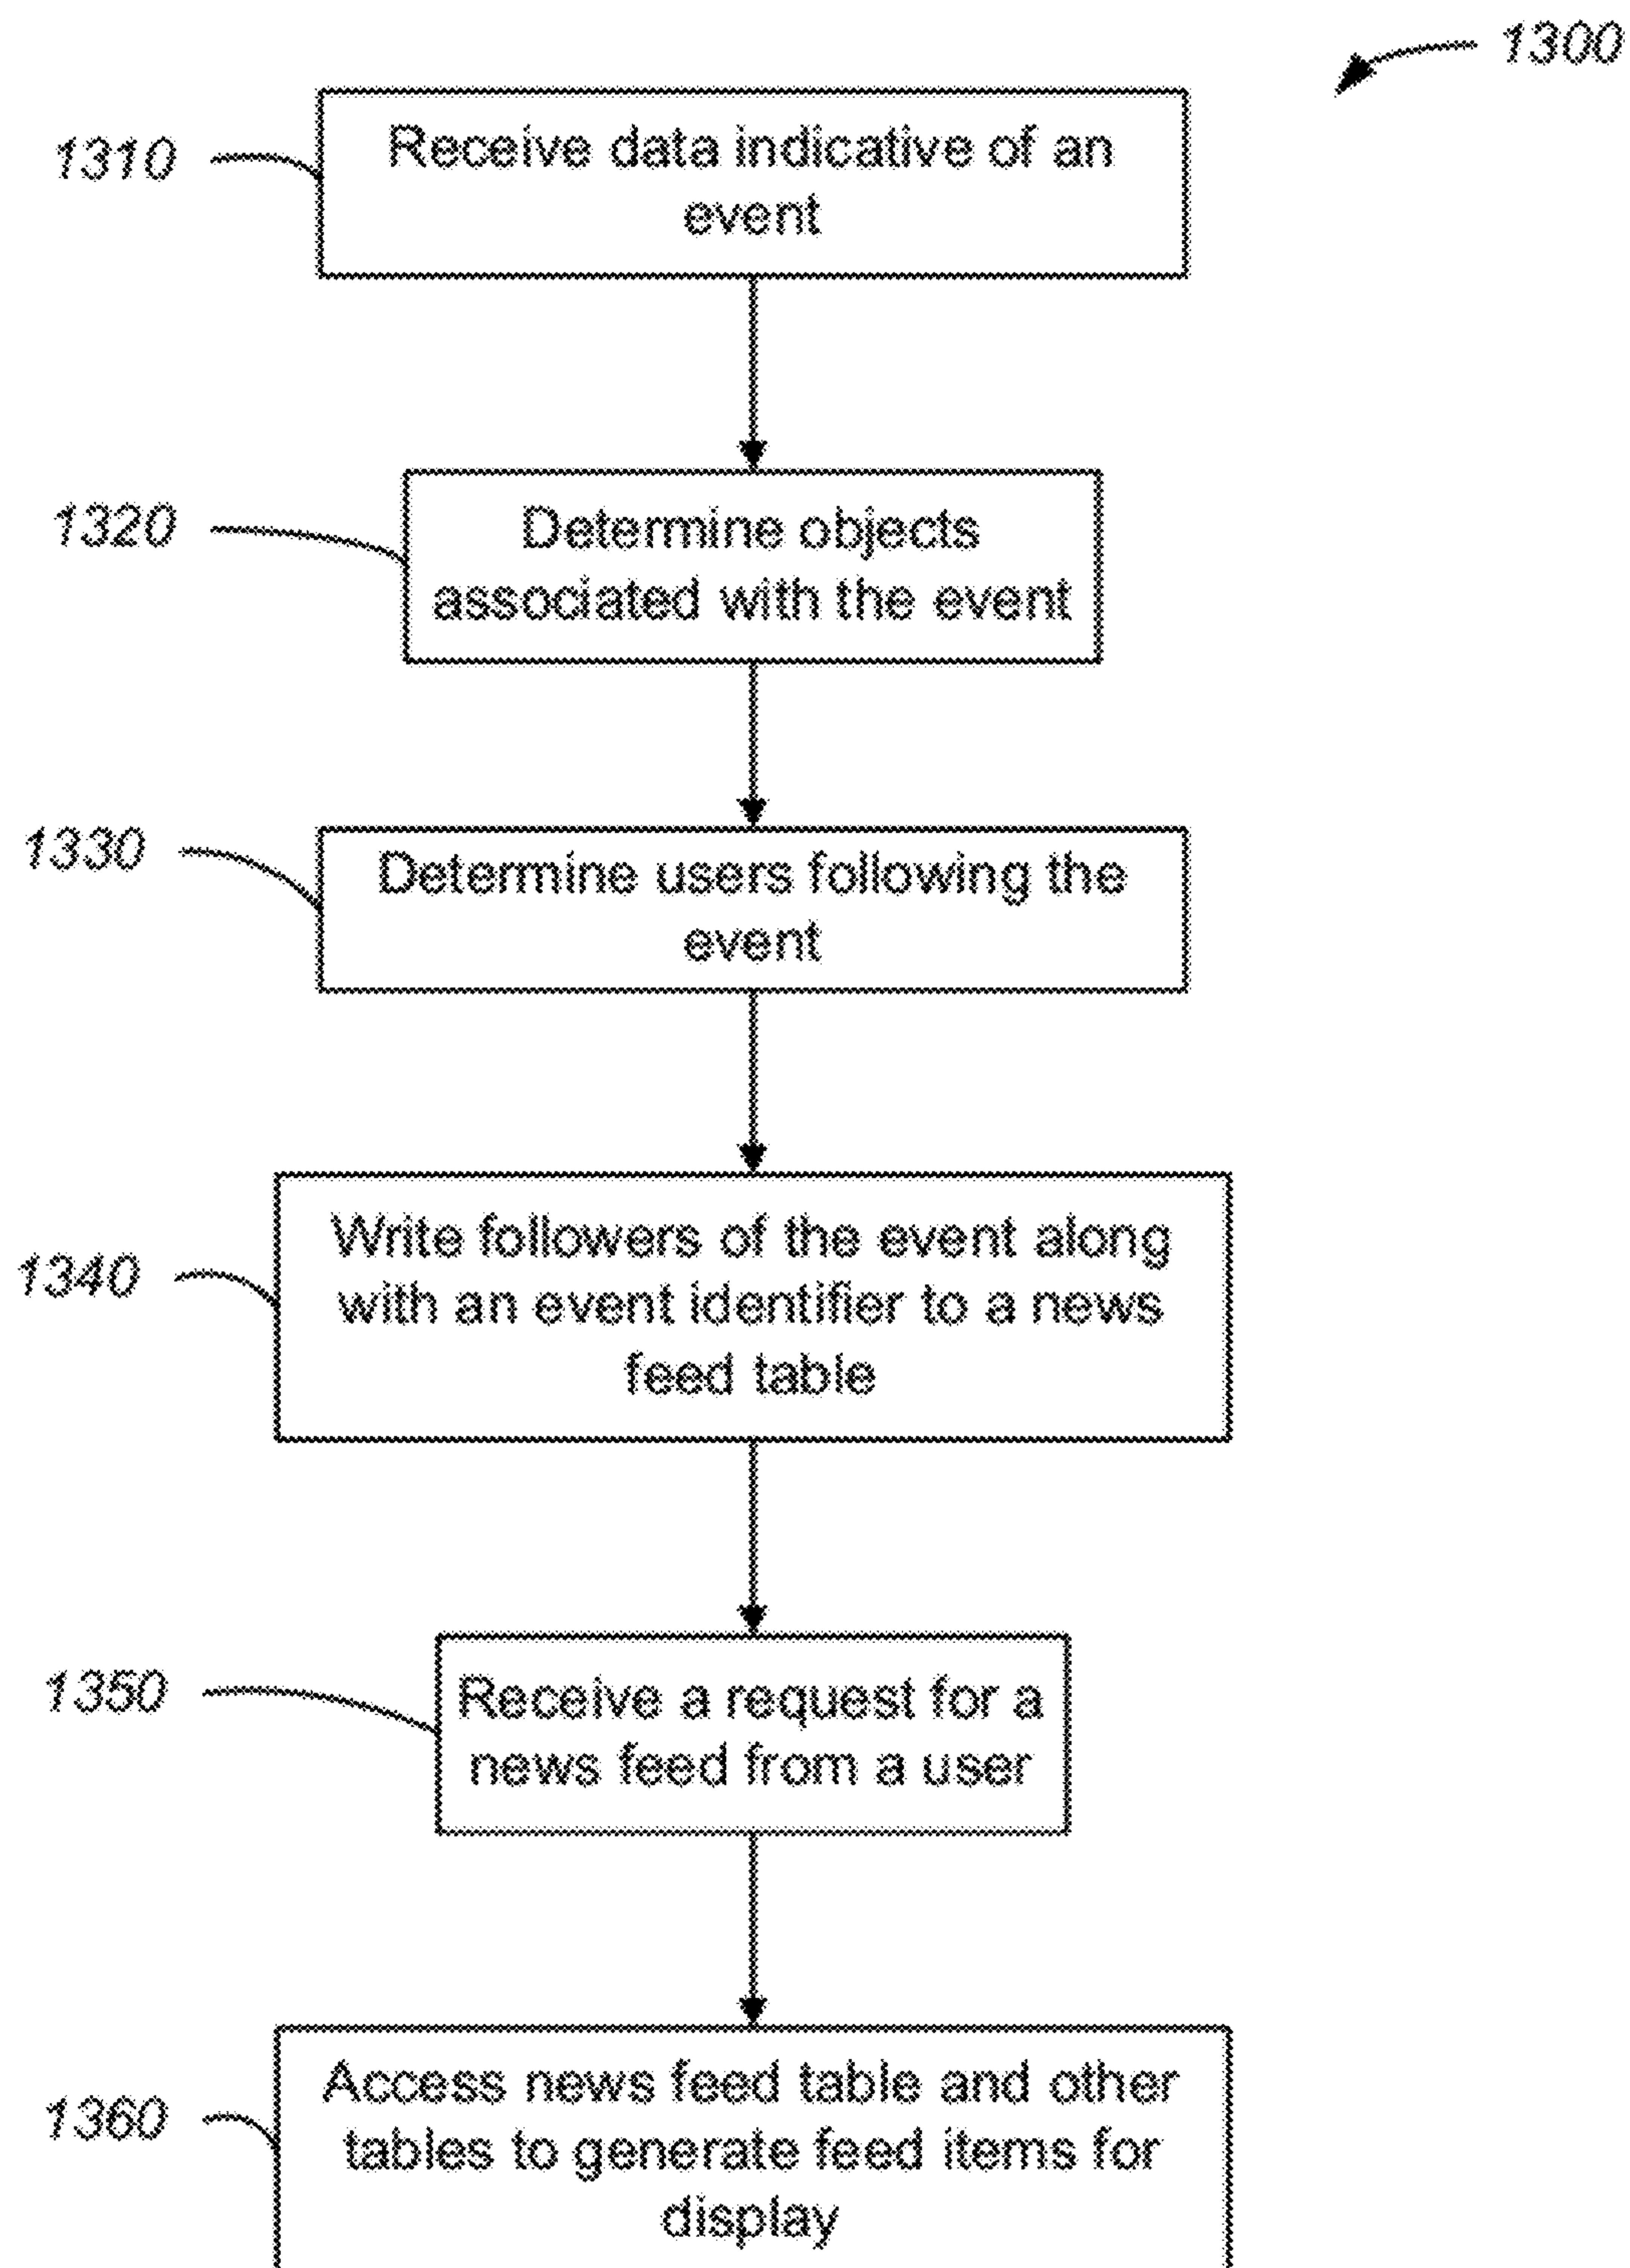 1300
1310
Receive data indicative of an
event
1320
Determine objects
associated with the event
1330
Determine users following the
event
1340
Write followers of the event along
with an event identifier to a news
feed table
1350
Receive a request for a
news feed from a user
1360
Access news feed table and other
tables to generate feed items for
display